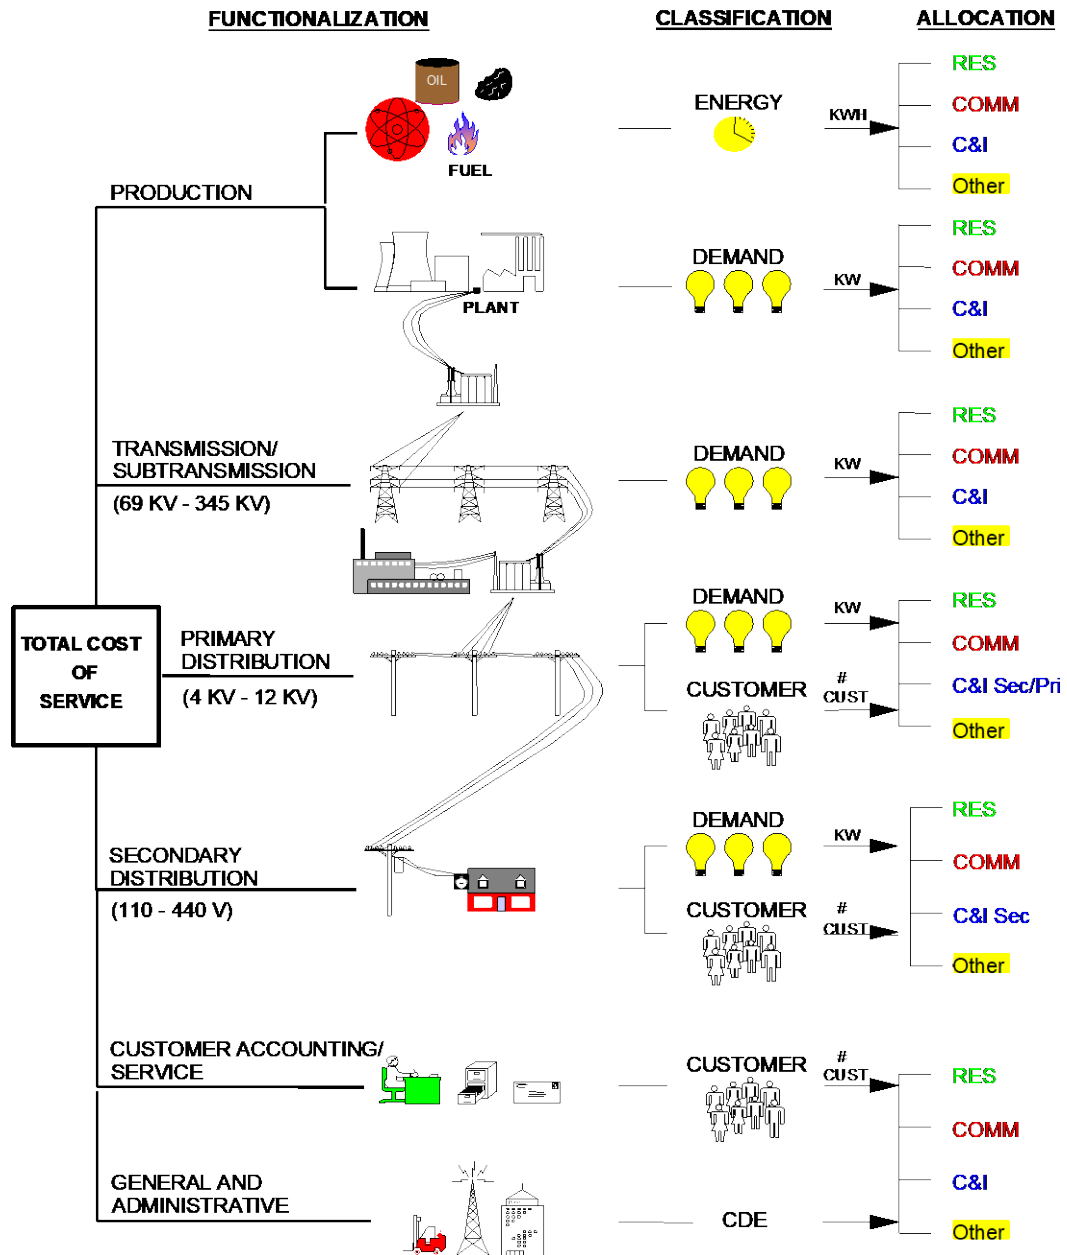 FUNCTIONALIZATION
CLASSIFICATION
ALLOCATION
OIL
FUEL
PRODUCTION
ENERGY
KWH
RES
COMM
C&I
Other
PLANT
DEMAND
KW
RES
COMM
C&I
Other
TRANSMISSION/
SUBTRANSMISSION
(69 KV - 345 KV)
DEMAND
KW
RES
COMM
C&I
Other
TOTAL COST
OF
SERVICE
PRIMARY
DISTRIBUTION
(4 KV - 12 KV)
DEMAND
KW
CUSTOMER
#
CUST
RES
COMM
C&I Sec/Pri
Other
SECONDARY
DISTRIBUTION
(110 - 440 V)
DEMAND
KW
CUSTOMER
#
CUST
RES
COMM
C&I Sec
Other
CUSTOMER ACCOUNTING/
SERVICE
CUSTOMER
#
CUST
GENERAL AND
ADMINISTRATIVE
CDE
RES
COMM
C&I
Other